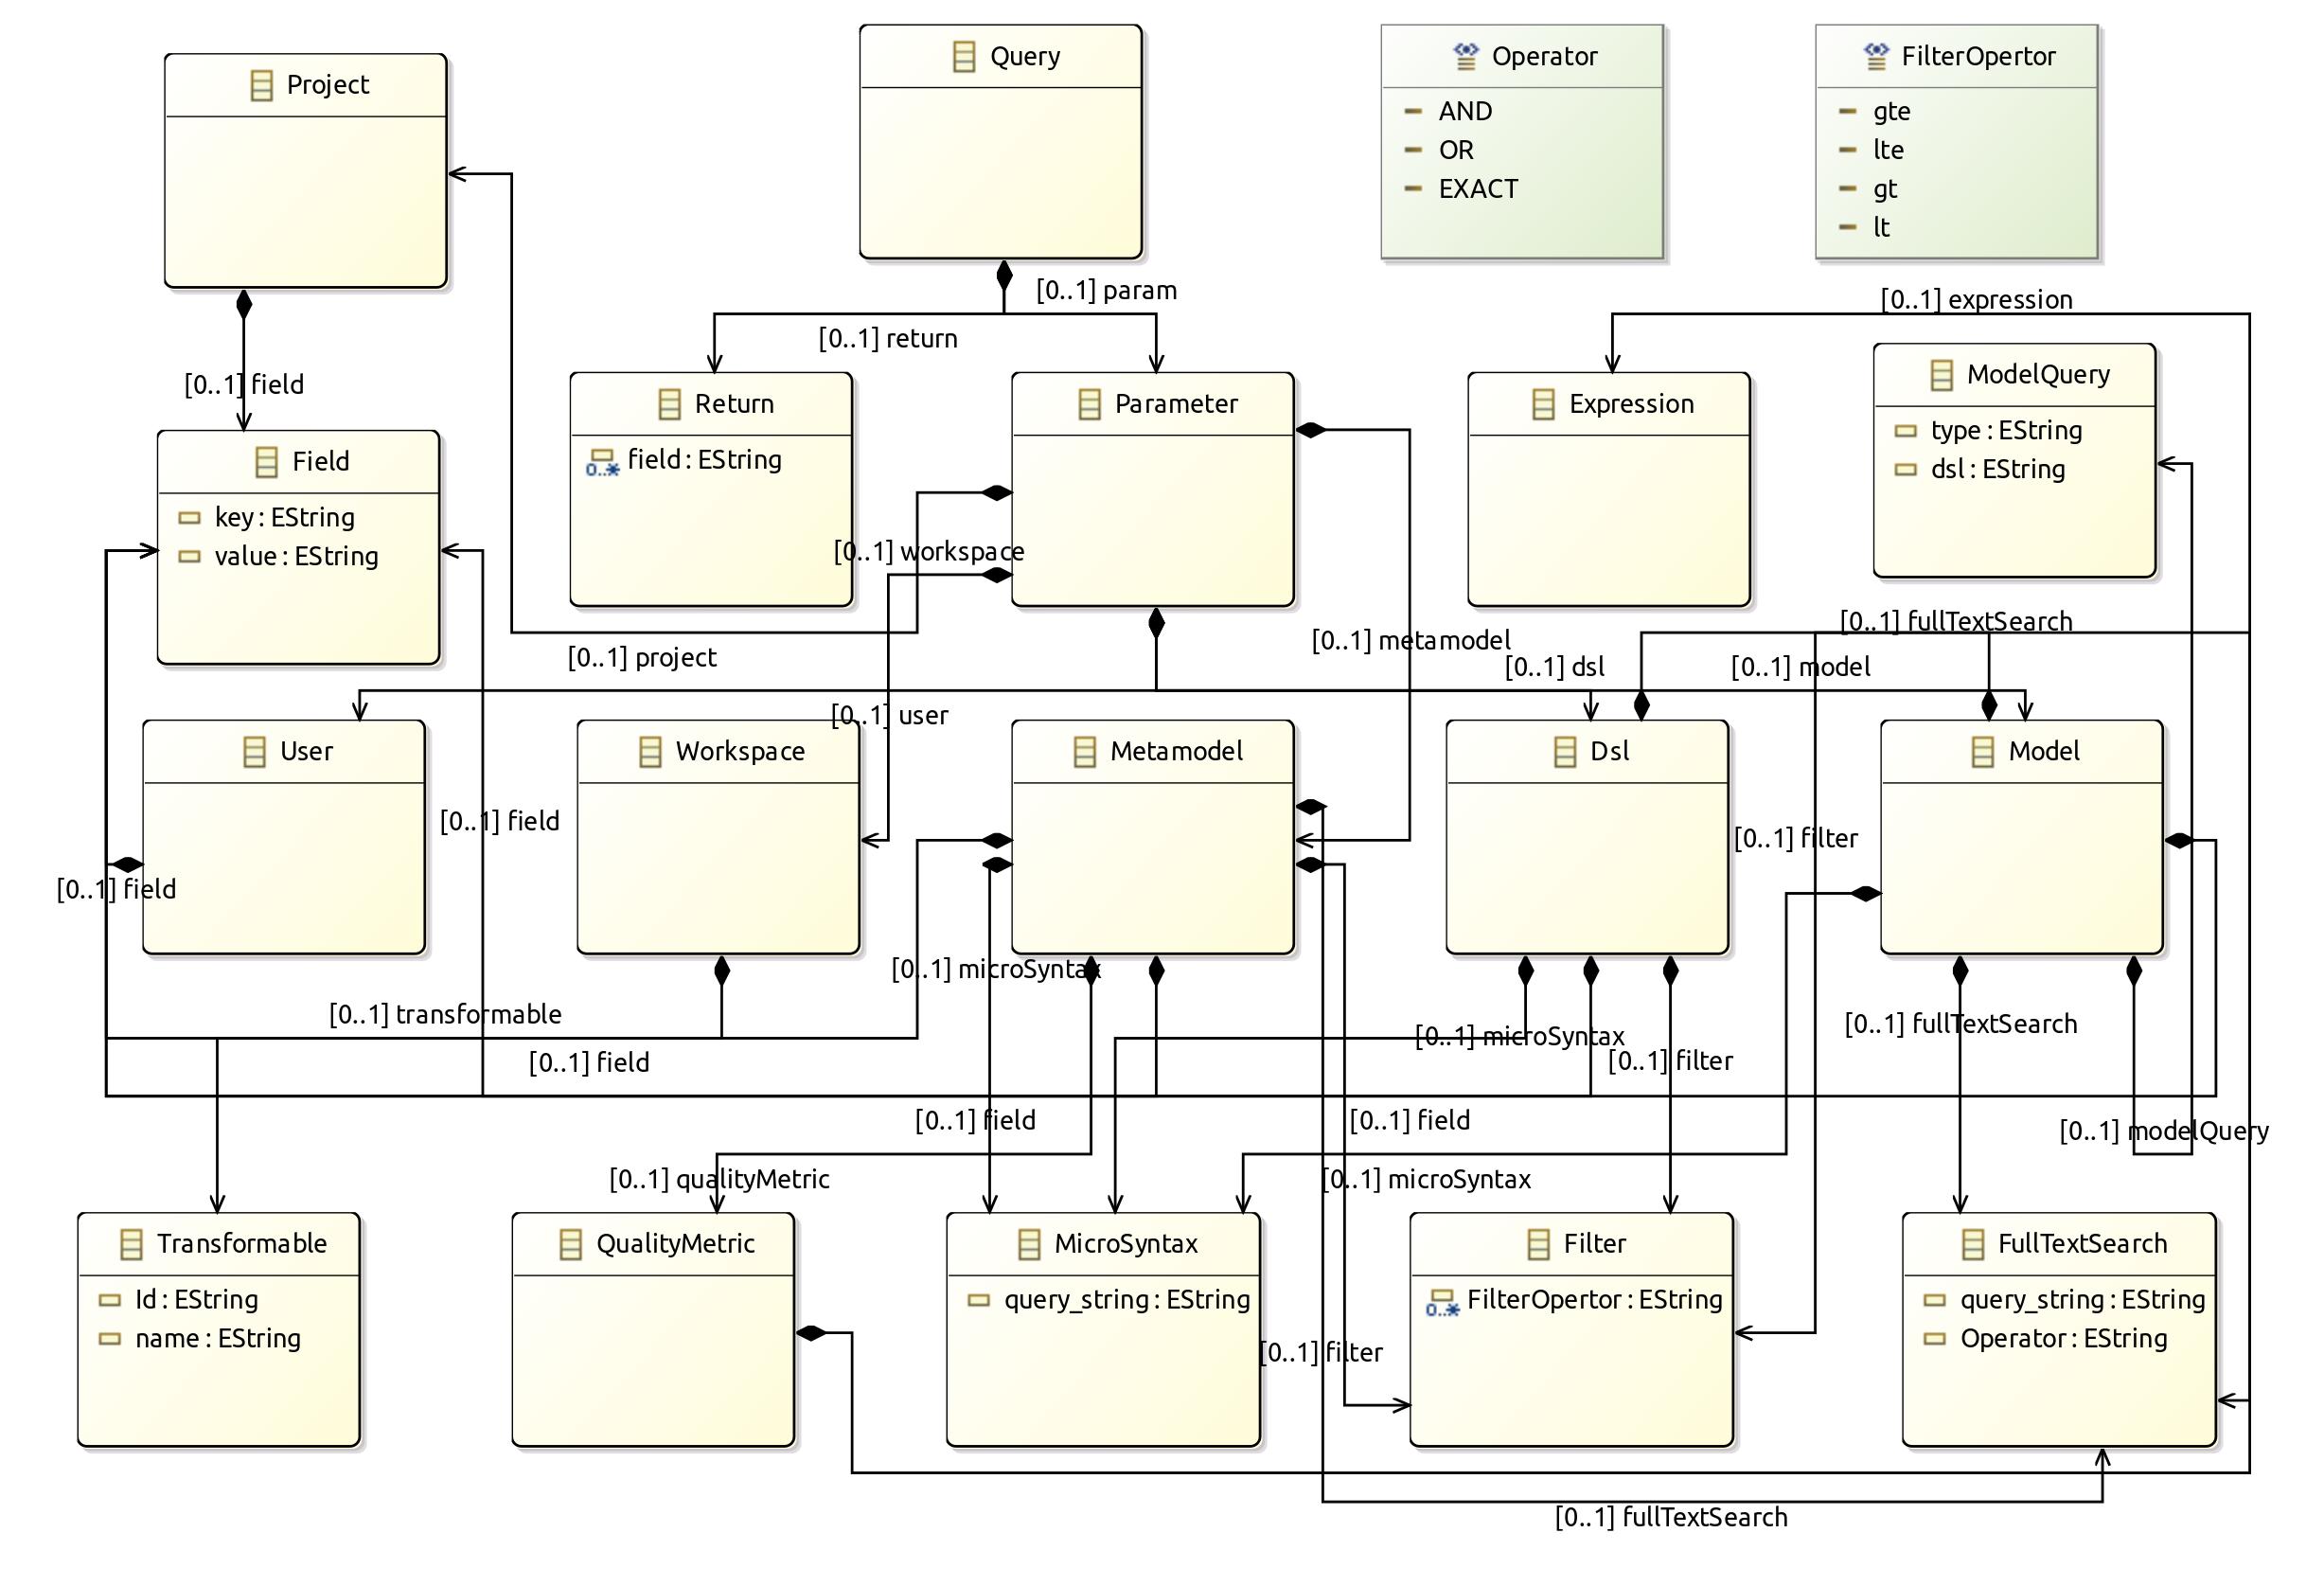 Project
Query
Operator
AND
OR
EXACT
FilterOpertor
gte
lte
gt
lt
[0..1] param
[0..1] return
[0..1] expression
[0..1] field
Field
key : EString
value : EString
Return
field : EString
0..*
Parameter
Expression
ModelQuery
type : EString
dsl : EString
[0..1] workspace
[0..1] project
[0..1] metamodel
[0..1] fullTextSearch
[0..1] dsl
[0..1] model
[0..1] user
User
Workspace
Metamodel
Dsl
Model
[0..1] field
[0..1] filter
[0..1] field
[0..1] microSyntax
[0..1] transformable
[0..1] field
[0..1] microSyntax
[0..1] filter
[0..1] fullTextSearch
[0..1] field
[0..1] field
[0..1] modelQuery
[0..1] qualityMetric
[0..1] microSyntax
Transformable
Id : EString
name : EString
QualityMetric
MicroSyntax
query_string : EString
Filter
FilterOpertor : EString
0..*
FullTextSearch
query_string : EString
Operator : EString
[0..1] filter
[0..1] fullTextSearch